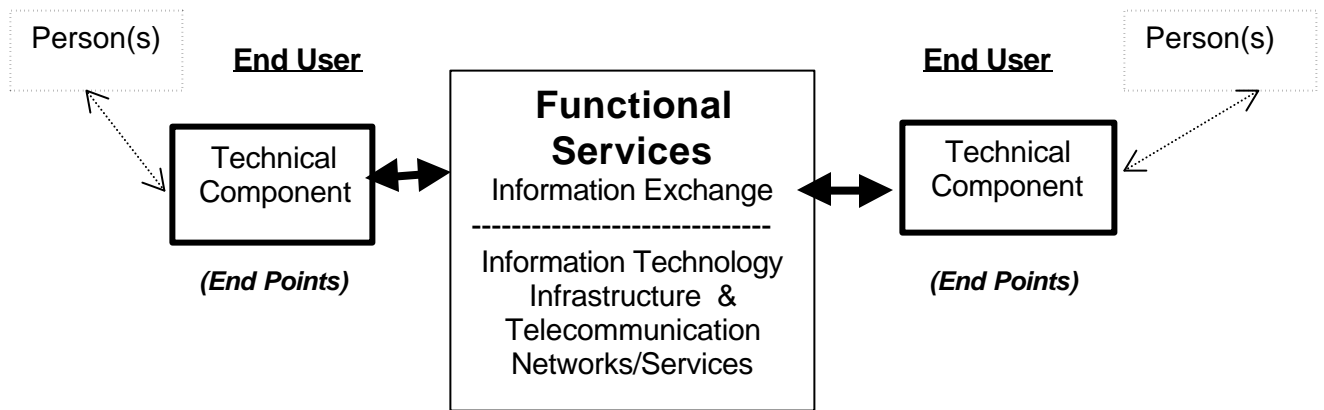 Person(s)
End User
Technical
Component
(End Points)
Functional
Services
Information Exchange
------------------------------
Information Technology
Infrastructure &
Telecommunication
Networks/Services
End User
Technical
Component
(End Points)
Person(s)